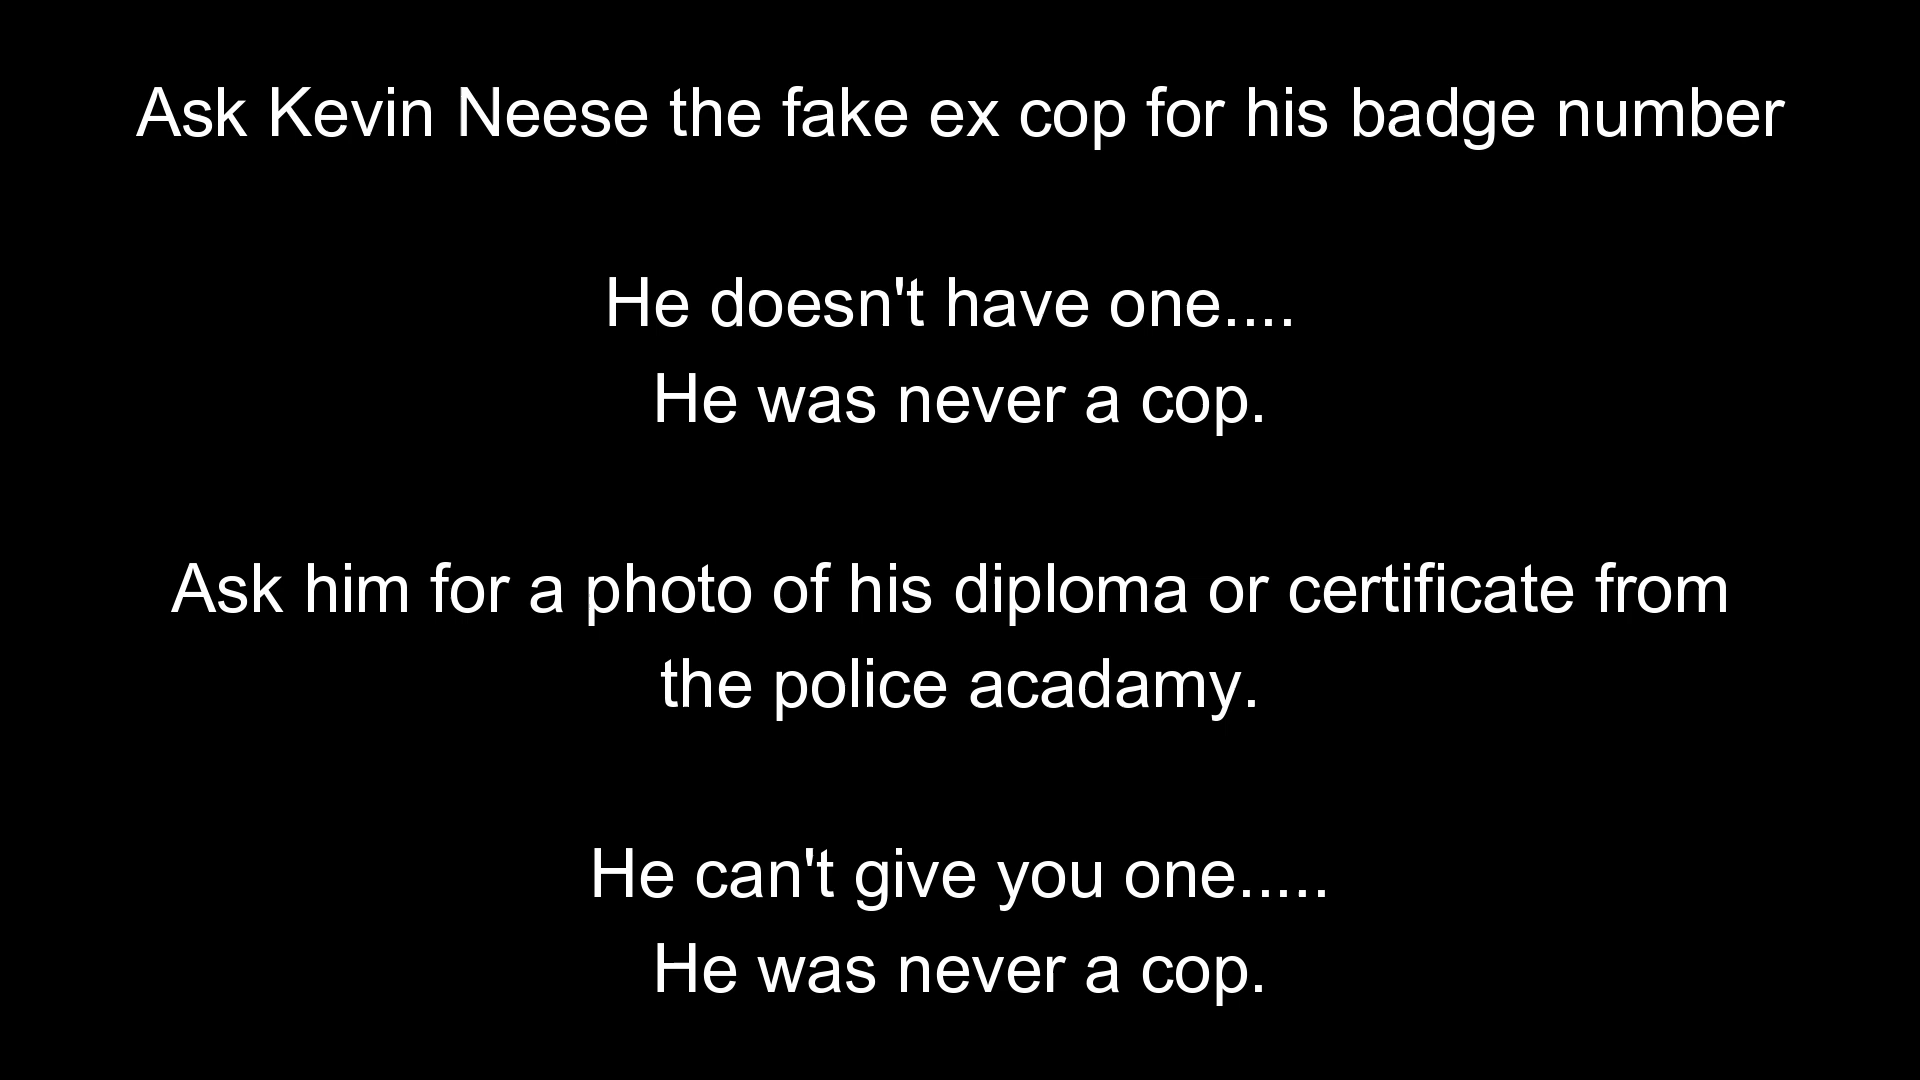 Ask Kevin Neese the fake ex cop for his badge number
He doesn't have one....
He was never a cop.
Ask him for a photo of his diploma or certificate from
the police acadamy.
He can't give you one.....
He was never a cop.